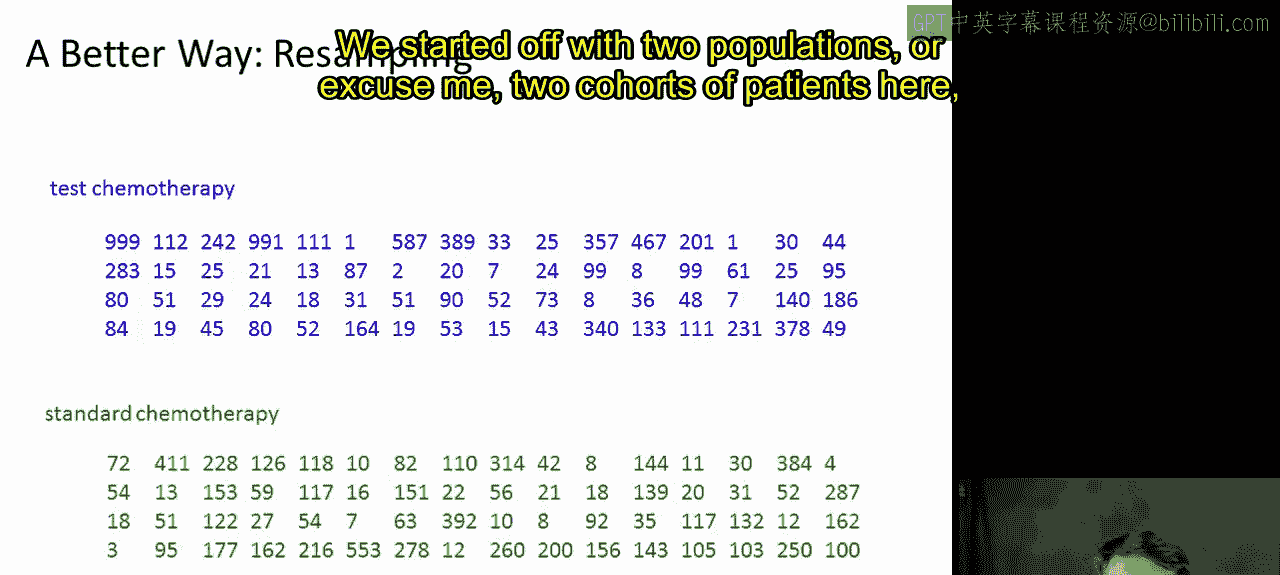 GPT中英字幕课程资源@bilibili.com
A Better Way: Resampling
We started off with two populations, or
excuse me, two cohorts of patients here,
test chemotherapy
999 112 242 991 111 1 587 389 33 25 357 467 201 1 30 44
283 15 25 21 13 87 2 20 7 24 99 8 99 61 25 95
80 51 29 24 18 31 51 90 52 73 8 36 48 7 140 186
84 19 45 80 52 164 19 53 15 43 340 133 111 231 378 49
standard chemotherapy
72 411 228 126 118 10 82 110 314 42 8 144 11 30 384 4
54 13 153 59 117 16 151 22 56 21 18 139 20 31 52 287
18 51 122 27 54 7 63 392 10 8 92 35 117 132 12 162
3 95 177 162 216 553 278 12 260 200 156 143 105 103 250 100